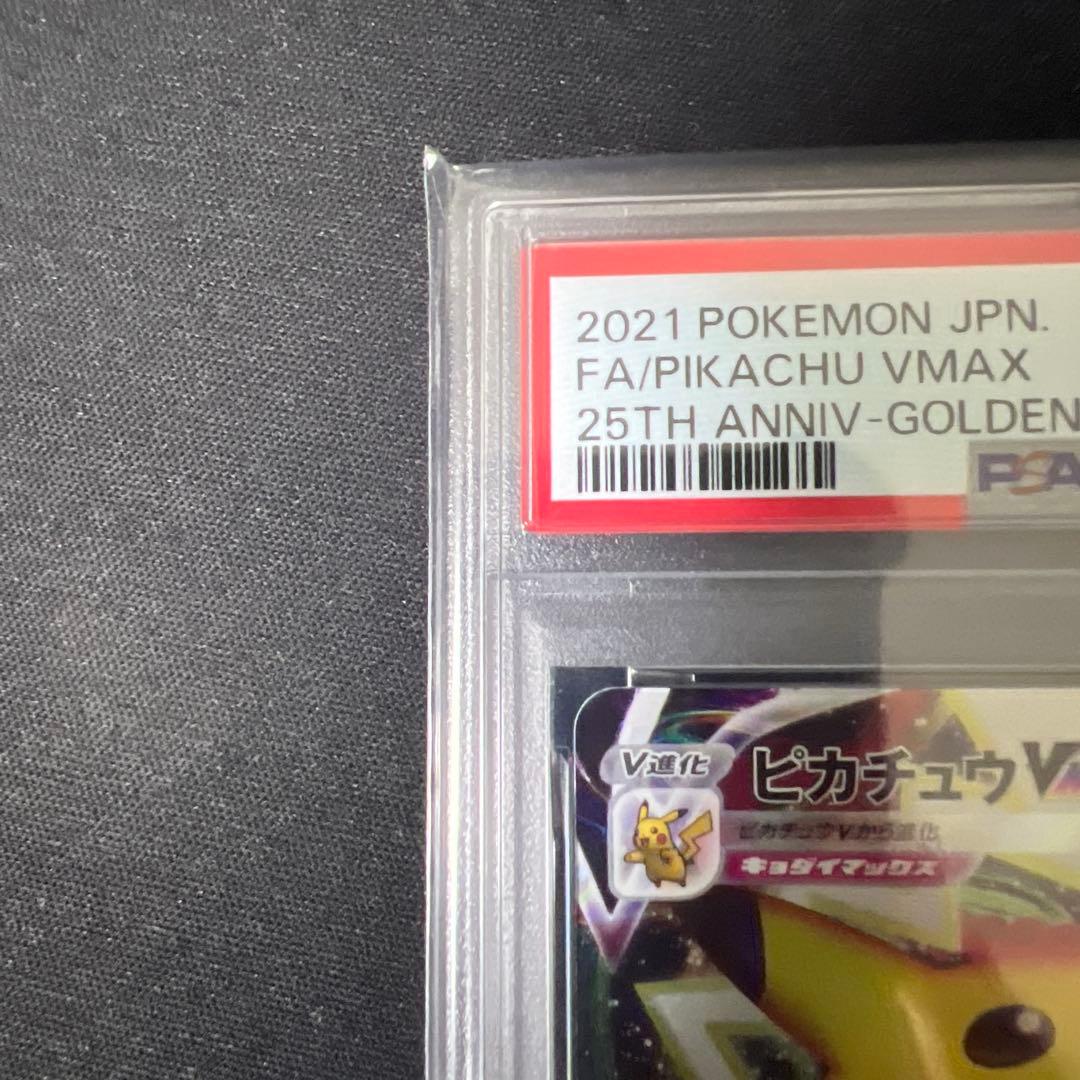 2021 POKEMON JPN.
FA/PIKACHU VMAX
25TH ANNIV-GOLDEN
PSA
V進化
ピカチュウV
ピカチュウVから進化
キョダイマックス